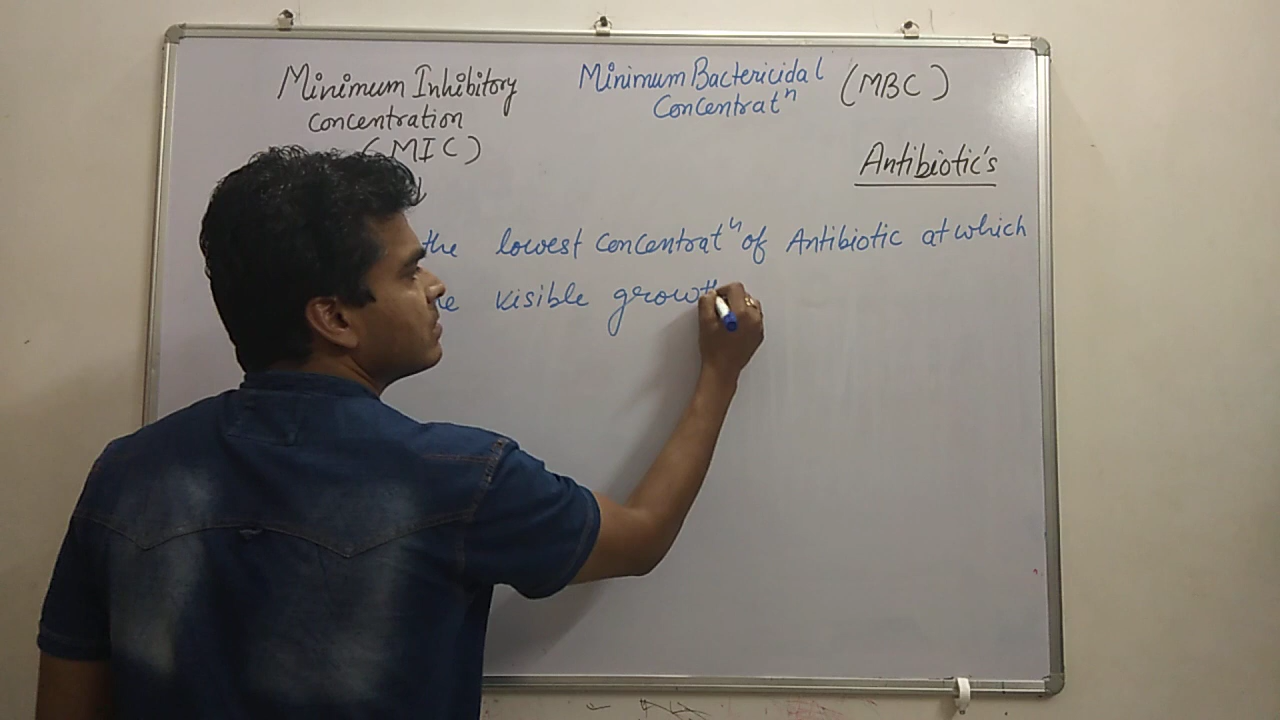 Minimum Inhibitory
Concentration
(MIC)
Minimum Bactericidal
Concentratⁿ
(MBC)
Antibiotic's
the lowest concentratⁿ of Antibiotic at which
visible growth